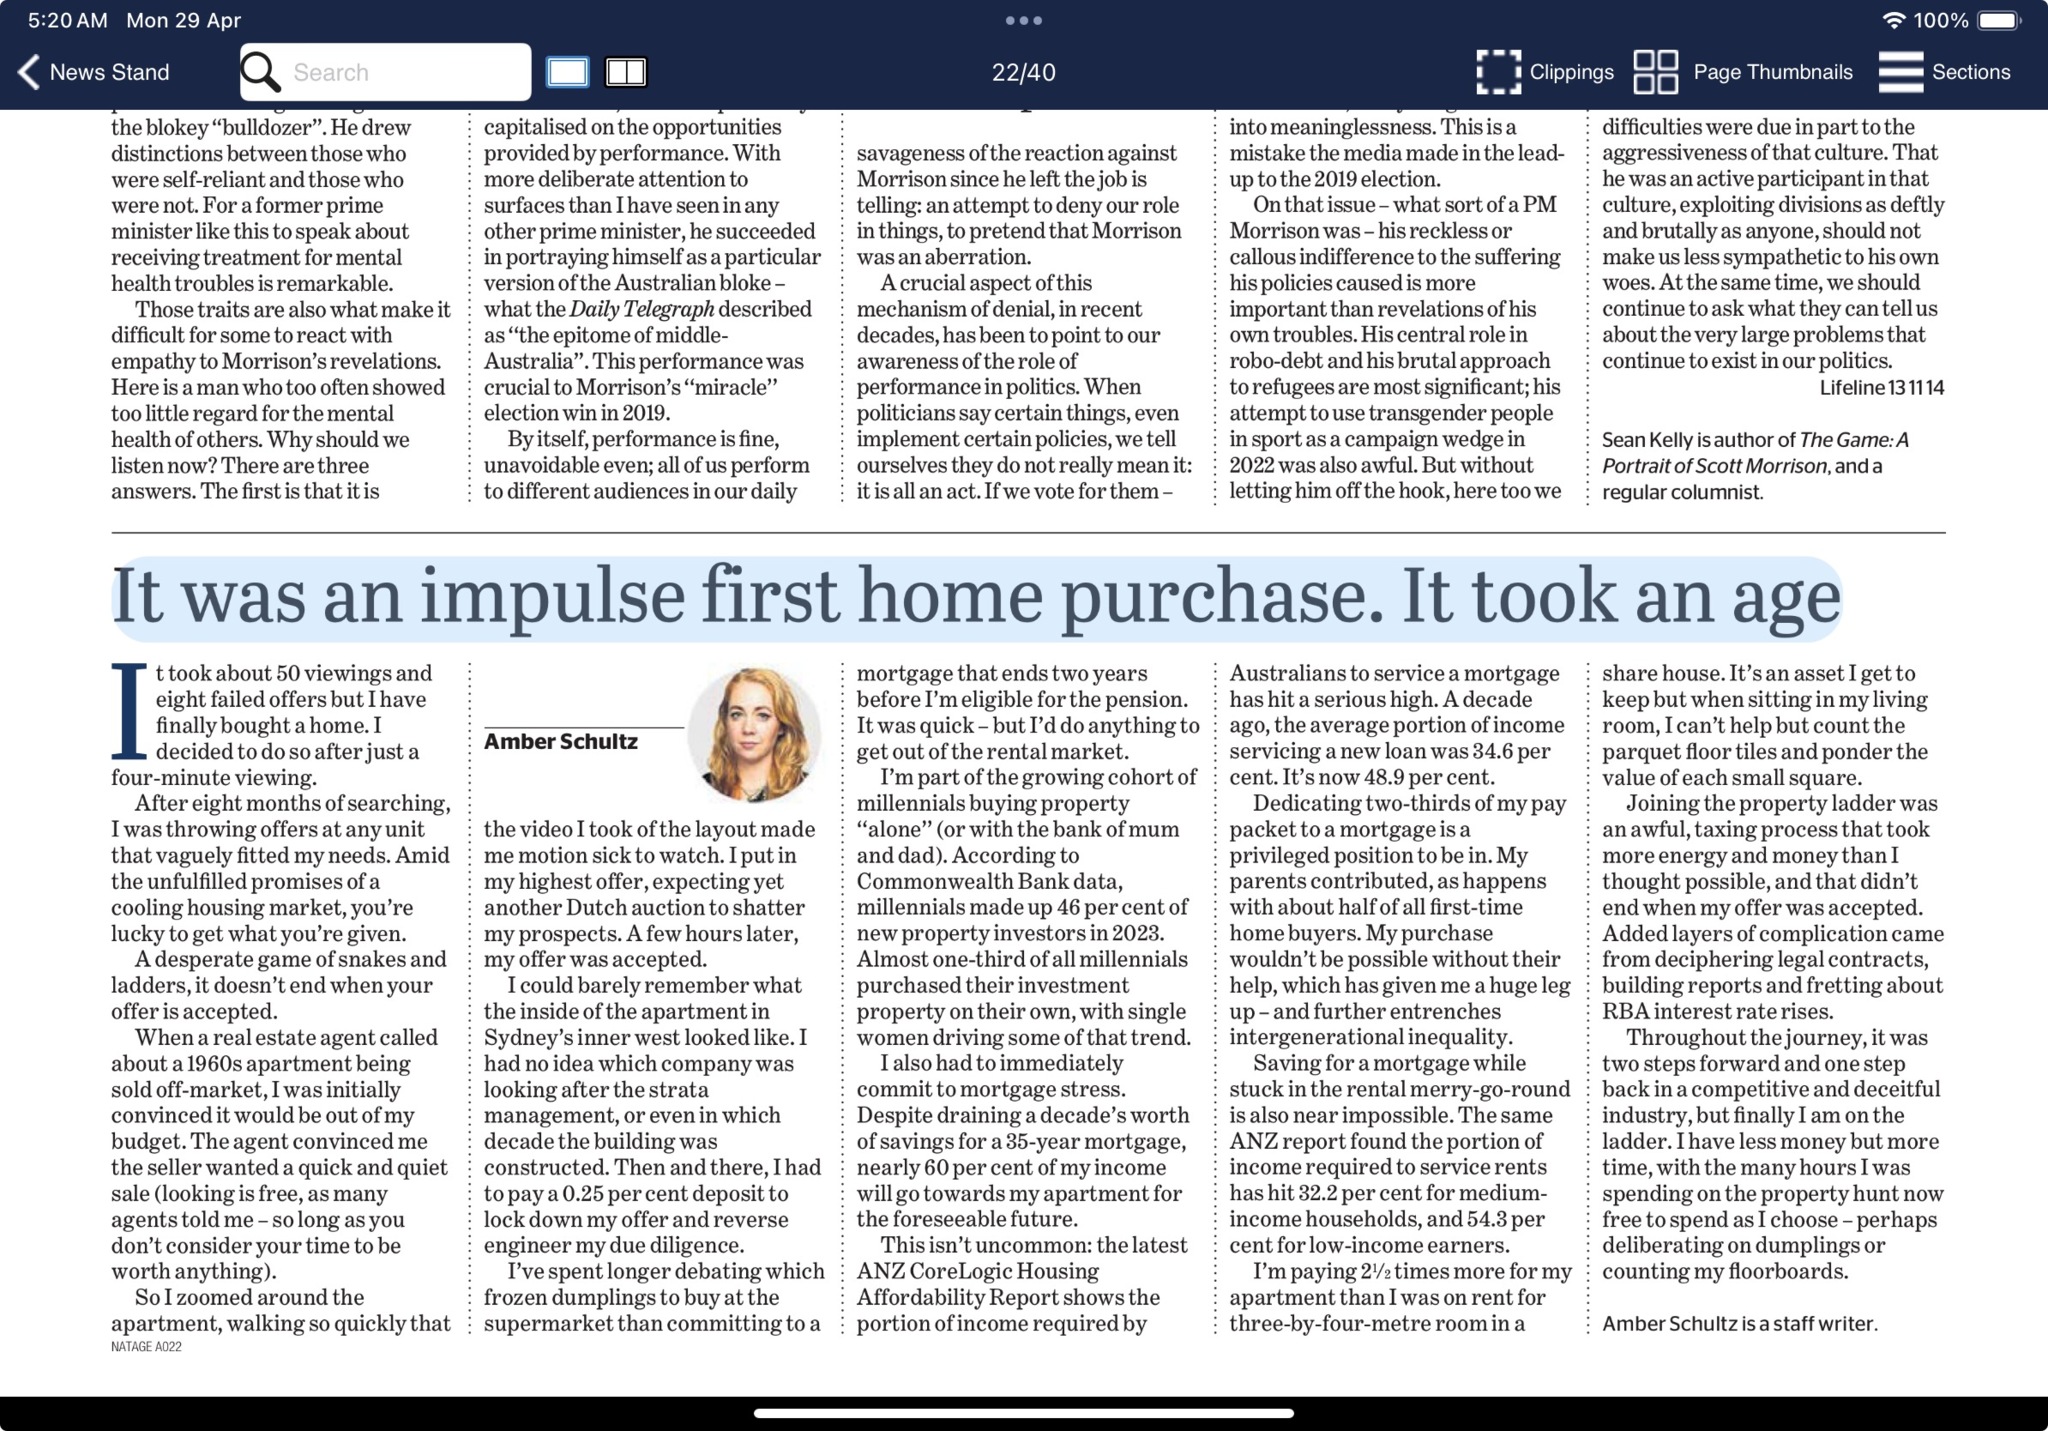 5:20 AM Mon 29 Apr
100%
News Stand
Search
22/40
Clippings
Page Thumbnails
Sections
the blokey “bulldozer”. He drew
distinctions between those who
were self-reliant and those who
were not. For a former prime
minister like this to speak about
receiving treatment for mental
health troubles is remarkable.
Those traits are also what make it
difficult for some to react with
empathy to Morrison’s revelations.
Here is a man who too often showed
too little regard for the mental
health of others. Why should we
listen now? There are three
answers. The first is that it is
capitalised on the opportunities
provided by performance. With
more deliberate attention to
surfaces than I have seen in any
other prime minister, he succeeded
in portraying himself as a particular
version of the Australian bloke –
what the Daily Telegraph described
as “the epitome of middle-
Australia”. This performance was
crucial to Morrison’s “miracle”
election win in 2019.
By itself, performance is fine,
unavoidable even; all of us perform
to different audiences in our daily
savageness of the reaction against
Morrison since he left the job is
telling: an attempt to deny our role
in things, to pretend that Morrison
was an aberration.
A crucial aspect of this
mechanism of denial, in recent
decades, has been to point to our
awareness of the role of
performance in politics. When
politicians say certain things, even
implement certain policies, we tell
ourselves they do not really mean it:
it is all an act. If we vote for them –
into meaninglessness. This is a
mistake the media made in the lead-
up to the 2019 election.
On that issue – what sort of a PM
Morrison was – his reckless or
callous indifference to the suffering
his policies caused is more
important than revelations of his
own troubles. His central role in
robo-debt and his brutal approach
to refugees are most significant; his
attempt to use transgender people
in sport as a campaign wedge in
2022 was also awful. But without
letting him off the hook, here too we
difficulties were due in part to the
aggressiveness of that culture. That
he was an active participant in that
culture, exploiting divisions as deftly
and brutally as anyone, should not
make us less sympathetic to his own
woes. At the same time, we should
continue to ask what they can tell us
about the very large problems that
continue to exist in our politics.
Lifeline 13 11 14
Sean Kelly is author of The Game: A
Portrait of Scott Morrison, and a
regular columnist.
It was an impulse first home purchase. It took an age
It took about 50 viewings and
eight failed offers but I have
finally bought a home. I
decided to do so after just a
four-minute viewing.
After eight months of searching,
I was throwing offers at any unit
that vaguely fitted my needs. Amid
the unfulfilled promises of a
cooling housing market, you’re
lucky to get what you’re given.
A desperate game of snakes and
ladders, it doesn’t end when your
offer is accepted.
When a real estate agent called
about a 1960s apartment being
sold off-market, I was initially
convinced it would be out of my
budget. The agent convinced me
the seller wanted a quick and quiet
sale (looking is free, as many
agents told me – so long as you
don’t consider your time to be
worth anything).
So I zoomed around the
apartment, walking so quickly that
Amber Schultz
the video I took of the layout made
me motion sick to watch. I put in
my highest offer, expecting yet
another Dutch auction to shatter
my prospects. A few hours later,
my offer was accepted.
I could barely remember what
the inside of the apartment in
Sydney’s inner west looked like. I
had no idea which company was
looking after the strata
management, or even in which
decade the building was
constructed. Then and there, I had
to pay a 0.25 per cent deposit to
lock down my offer and reverse
engineer my due diligence.
I’ve spent longer debating which
frozen dumplings to buy at the
supermarket than committing to a
mortgage that ends two years
before I’m eligible for the pension.
It was quick – but I’d do anything to
get out of the rental market.
I’m part of the growing cohort of
millennials buying property
“alone” (or with the bank of mum
and dad). According to
Commonwealth Bank data,
millennials made up 46 per cent of
new property investors in 2023.
Almost one-third of all millennials
purchased their investment
property on their own, with single
women driving some of that trend.
I also had to immediately
commit to mortgage stress.
Despite draining a decade’s worth
of savings for a 35-year mortgage,
nearly 60 per cent of my income
will go towards my apartment for
the foreseeable future.
This isn’t uncommon: the latest
ANZ CoreLogic Housing
Affordability Report shows the
portion of income required by
Australians to service a mortgage
has hit a serious high. A decade
ago, the average portion of income
servicing a new loan was 34.6 per
cent. It’s now 48.9 per cent.
Dedicating two-thirds of my pay
packet to a mortgage is a
privileged position to be in. My
parents contributed, as happens
with about half of all first-time
home buyers. My purchase
wouldn’t be possible without their
help, which has given me a huge leg
up – and further entrenches
intergenerational inequality.
Saving for a mortgage while
stuck in the rental merry-go-round
is also near impossible. The same
ANZ report found the portion of
income required to service rents
has hit 32.2 per cent for medium-
income households, and 54.3 per
cent for low-income earners.
I’m paying 2½ times more for my
apartment than I was on rent for
three-by-four-metre room in a
share house. It’s an asset I get to
keep but when sitting in my living
room, I can’t help but count the
parquet floor tiles and ponder the
value of each small square.
Joining the property ladder was
an awful, taxing process that took
more energy and money than I
thought possible, and that didn’t
end when my offer was accepted.
Added layers of complication came
from deciphering legal contracts,
building reports and fretting about
RBA interest rate rises.
Throughout the journey, it was
two steps forward and one step
back in a competitive and deceitful
industry, but finally I am on the
ladder. I have less money but more
time, with the many hours I was
spending on the property hunt now
free to spend as I choose – perhaps
deliberating on dumplings or
counting my floorboards.
Amber Schultz is a staff writer.
NATAGE A022